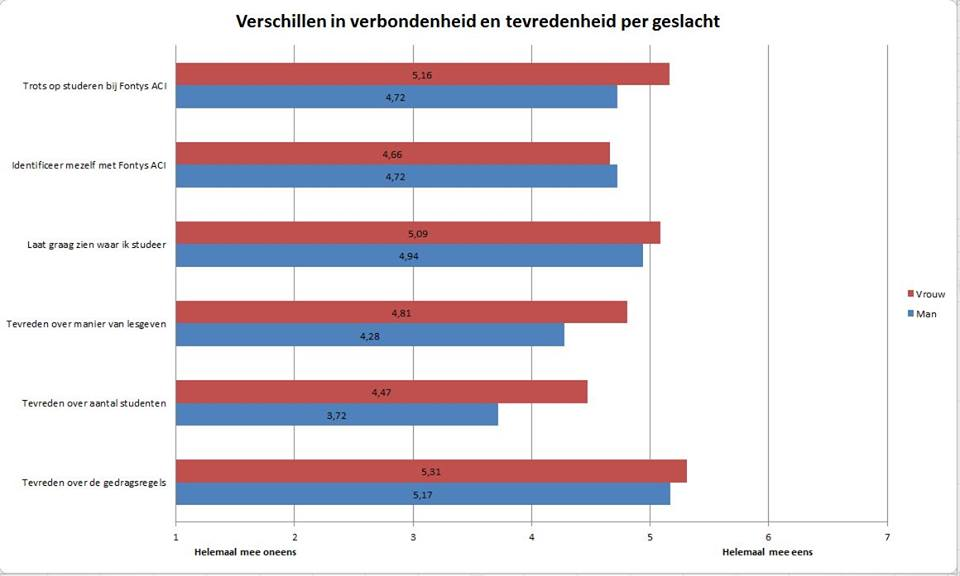 Verschillen in verbondenheid en tevredenheid per geslacht
Trots op studeren bij Fontys ACI
5,16
4,72
Identificeer mezelf met Fontys ACI
4,66
4,72
Laat graag zien waar ik studeer
5,09
4,94
Tevreden over manier van lesgeven
4,81
4,28
Tevreden over aantal studenten
4,47
3,72
Tevreden over de gedragsregels
5,31
5,17
Vrouw
Man
1 2 3 4 5 6 7
Helemaal mee oneens Helemaal mee eens